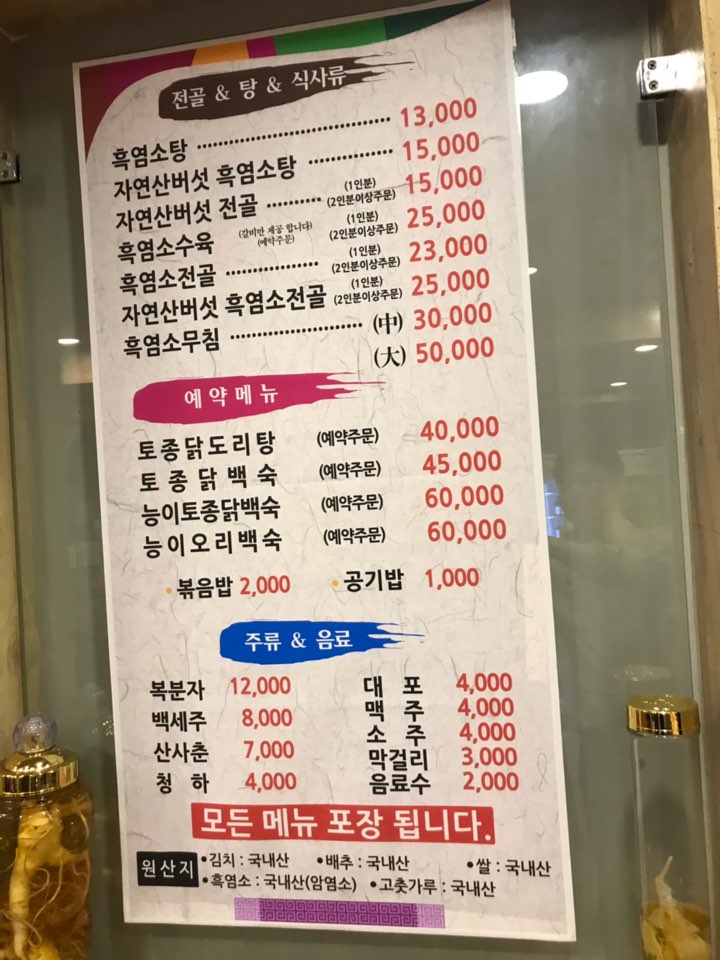 전골 & 탕 & 식사류
흑염소탕 ........................ 13,000
자연산버섯 흑염소탕 .......... 15,000
자연산버섯 전골 .......... (1인분) (2인분이상주문) 15,000
흑염소수육 (갈비만 제공 합니다) (예약주문) (1인분) (2인분이상주문) 25,000
흑염소전골 ............... (1인분) (2인분이상주문) 23,000
자연산버섯 흑염소전골 (1인분) (2인분이상주문) 25,000
흑염소무침 ...................... (中) 30,000
(大) 50,000
예약메뉴
토종닭도리탕 (예약주문) 40,000
토종닭백숙 (예약주문) 45,000
능이토종닭백숙 (예약주문) 60,000
능이오리백숙 (예약주문) 60,000
• 볶음밥 2,000 • 공기밥 1,000
주류 & 음료
복분자 12,000 대 포 4,000
백세주 8,000 맥 주 4,000
산사춘 7,000 소 주 4,000
막걸리 3,000
청 하 4,000 음료수 2,000
모든 메뉴 포장 됩니다.
원산지 •김치 : 국내산 •배추 : 국내산 •쌀 : 국내산
•흑염소 : 국내산(암염소) •고춧가루 : 국내산